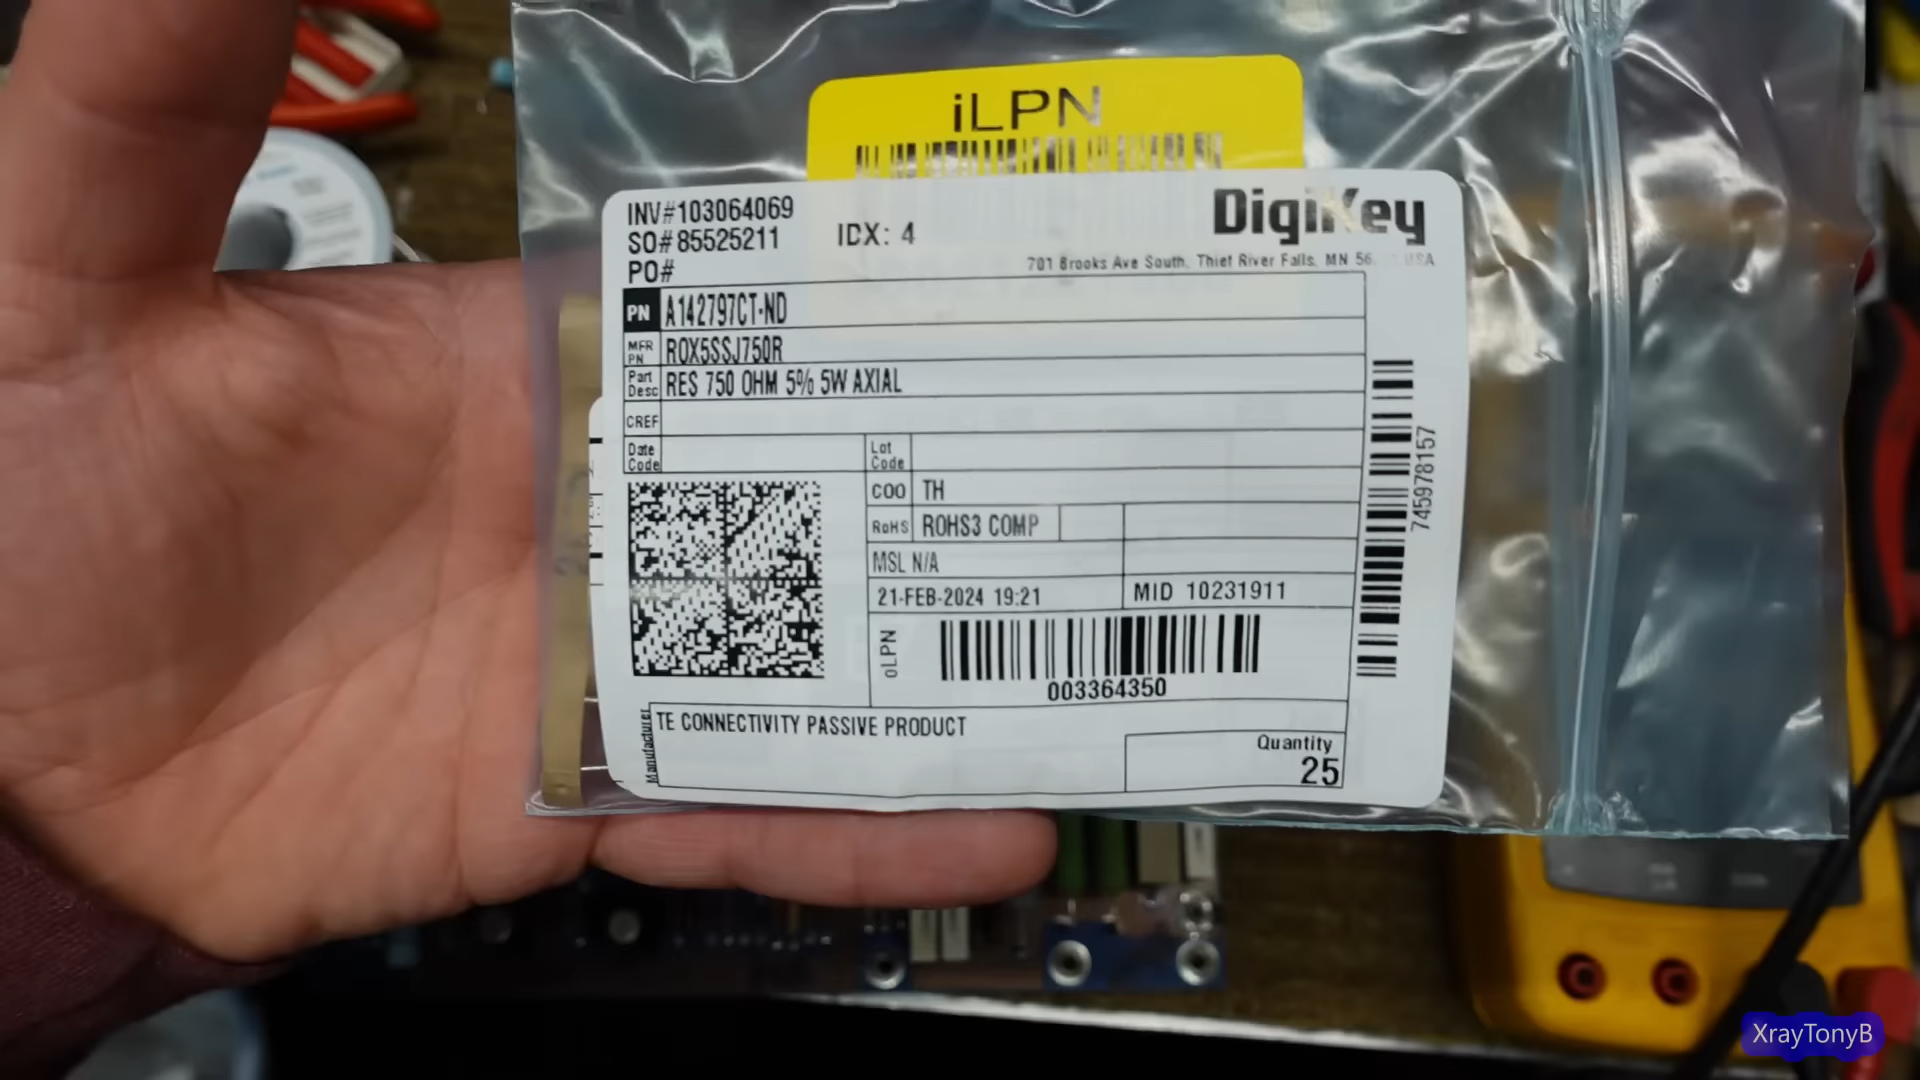 iLPN
INV#103064069
SO#85525211
PO#
IDX: 4
DigiKey
701 Brooks Ave South, Thief River Falls, MN 56 USA
PN A142797CT-ND
MFR PN ROX5SSJ750R
Part Desc RES 750 OHM 5% 5W AXIAL
CREF
Date Code
Lot Code
COO TH
RoHS ROHS3 COMP
MSL N/A
21-FEB-2024 19:21
MID 10231911
oLPN
003364350
745978157
Manufacturer TE CONNECTIVITY PASSIVE PRODUCT
Quantity
25
XrayTonyB